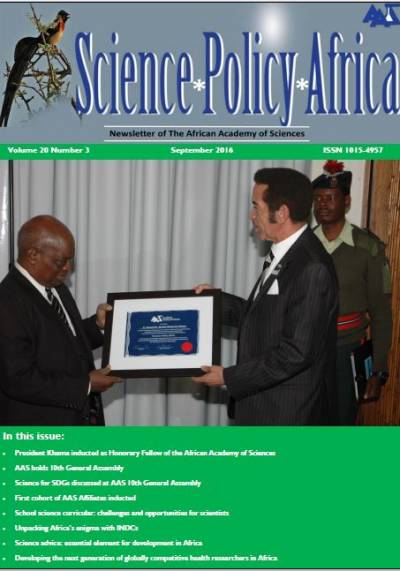 AAS
Science*Policy*Africa
Newsletter of The African Academy of Sciences
Volume 20 Number 3 September 2016 ISSN 1015-4957
In this issue:
• President Khama inducted as Honorary Fellow of the African Academy of Sciences
• AAS holds 10th General Assembly
• Science for SDGs discussed at AAS 10th General Assembly
• First cohort of AAS Affiliates inducted
• School science curricular: challenges and opportunities for scientists
• Unpacking Africa's enigma with INDCs
• Science advice: essential element for development in Africa
• Developing the next generation of globally competitive health researchers in Africa